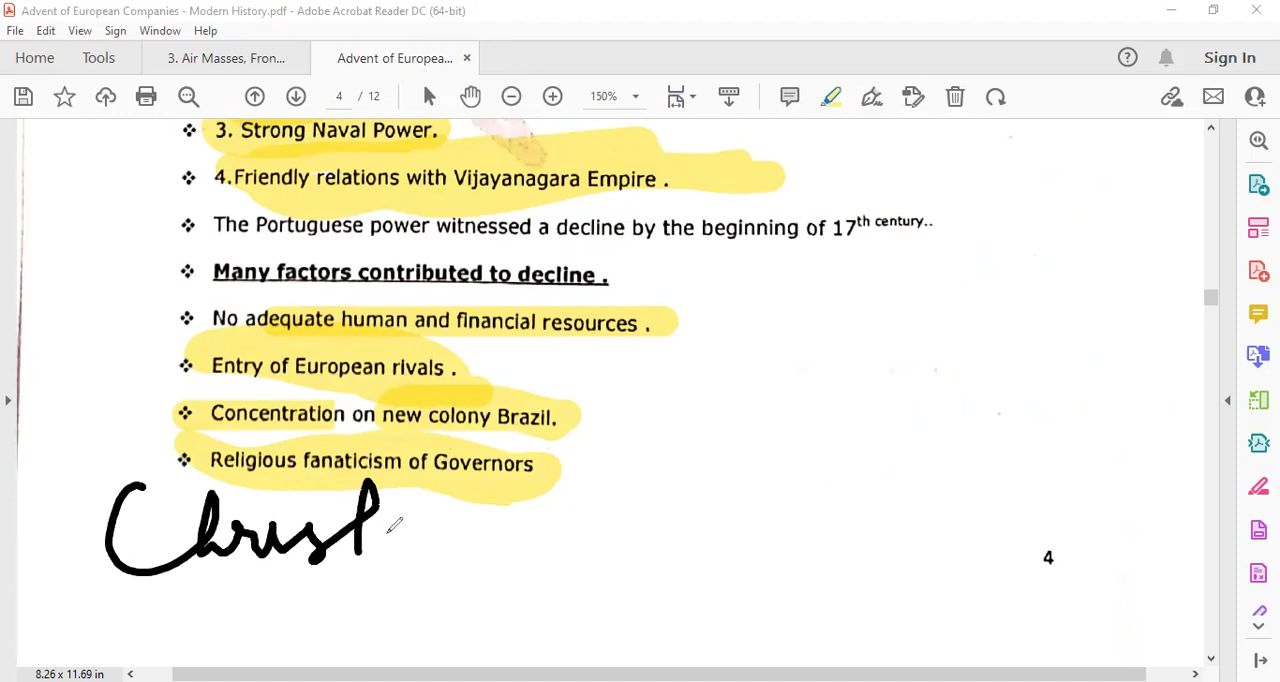 Advent of European Companies - Modern History.pdf - Adobe Acrobat Reader DC (64-bit)
File Edit View Sign Window Help
Home Tools 3. Air Masses, Fron... Advent of Europea... × Sign In
4 / 12 150%
❖ 3. Strong Naval Power.
❖ 4.Friendly relations with Vijayanagara Empire .
❖ The Portuguese power witnessed a decline by the beginning of 17th century..
❖ Many factors contributed to decline .
❖ No adequate human and financial resources .
❖ Entry of European rivals .
❖ Concentration on new colony Brazil.
❖ Religious fanaticism of Governors
Christ
4
8.26 x 11.69 in